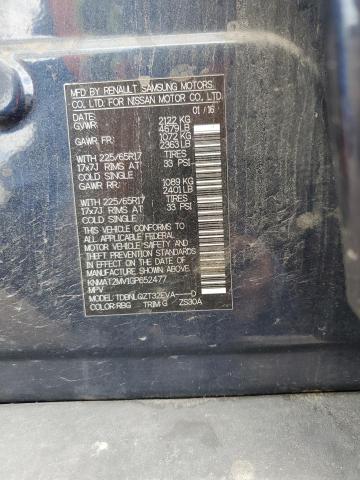 MFD BY RENAULT SAMSUNG MOTORS
CO., LTD. FOR NISSAN MOTOR CO., LTD.
DATE: 01/16
GVWR: 2122 KG
4679 LB
GAWR FR: 1072 KG
2363 LB
WITH 225/65R17 TIRES
17x7J RIMS AT 33 PSI
COLD SINGLE
GAWR RR: 1089 KG
2401 LB
WITH 225/65R17 TIRES
17x7J RIMS AT 33 PSI
COLD SINGLE
THIS VEHICLE CONFORMS TO ALL
APPLICABLE FEDERAL MOTOR
VEHICLE SAFETY AND
THEFT PREVENTION STANDARDS
IN EFFECT ON THE DATE OF
MANUFACTURE SHOWN ABOVE.
KNMAT2MV1GP652477
MPV
MODEL:TDBNLGZT32EVA----D
COLOR:RBG TRIM:G ZS30A